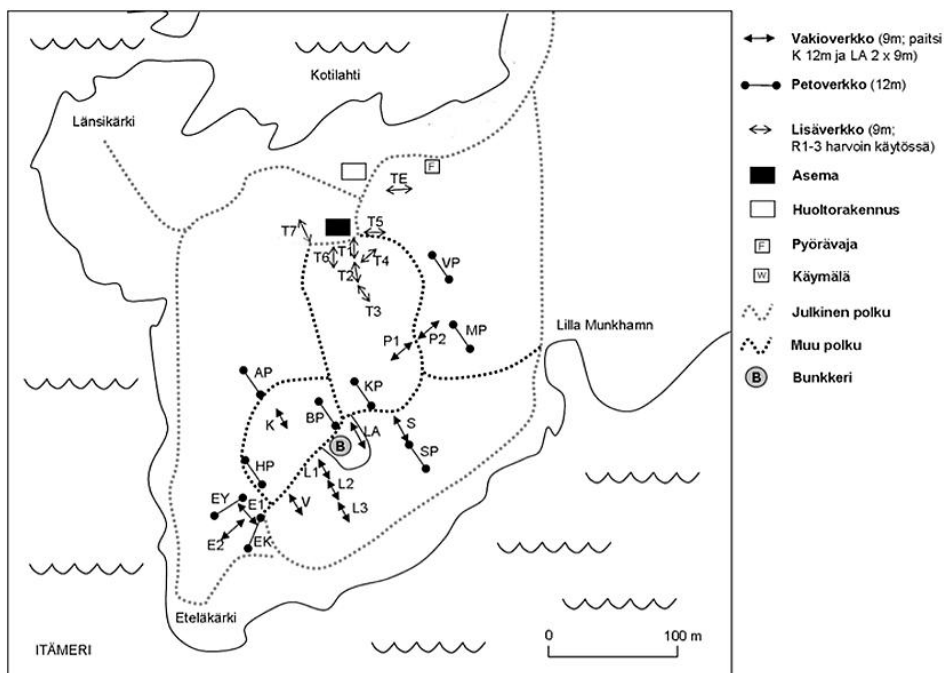 Kotilahti
Länsikärki
F
TE
T7
T5
T6
T1
T4
T2
T3
VP
P1
P2
MP
Lilla Munkhamn
AP
KP
K
BP
LA
S
B
SP
HP
L1
L2
EY
E1
V
L3
E2
EK
Eteläkärki
ITÄMERI
0
100 m
Vakioverkko (9m; paitsi
K 12m ja LA 2 x 9m)
Petoverkko (12m)
Lisäverkko (9m;
R1-3 harvoin käytössä)
Asema
Huoltorakennus
F
Pyörävaja
W
Käymälä
Julkinen polku
Muu polku
B
Bunkkeri